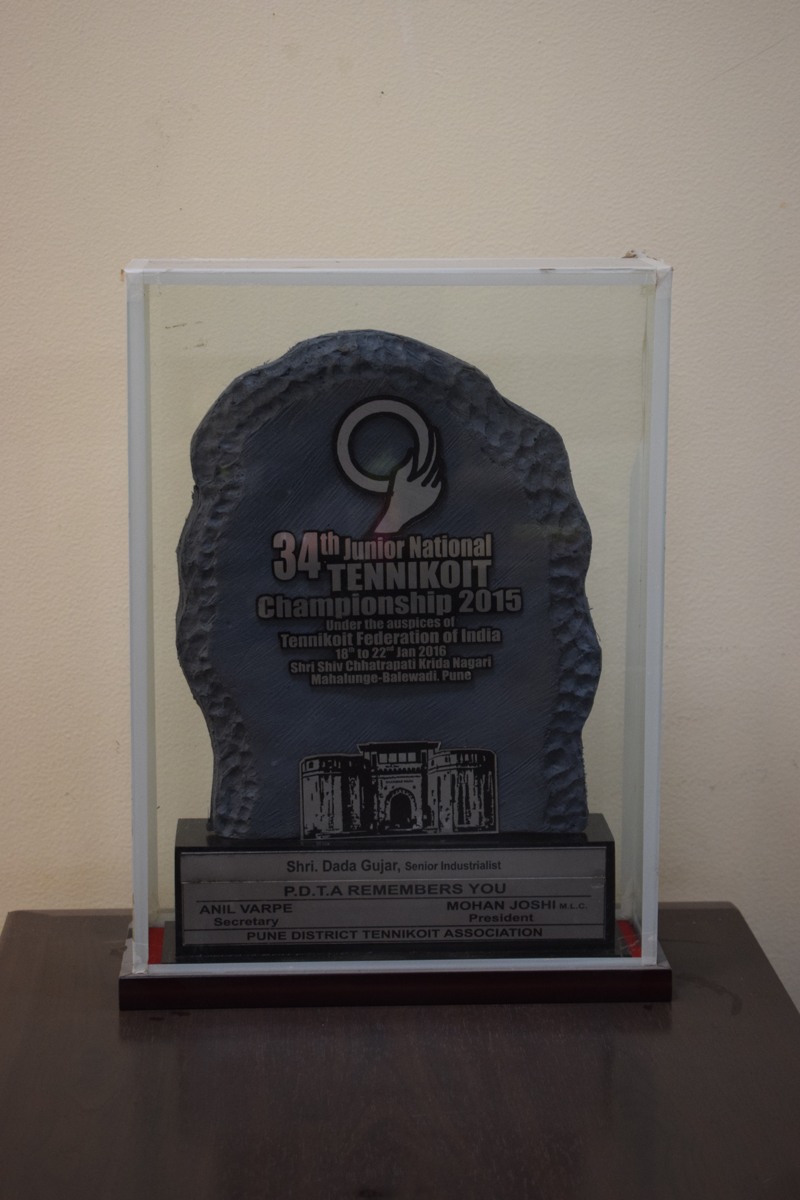 34th Junior National
TENNIKOIT
Championship 2015
Under the auspices of
Tennikoit Federation of India
18th to 22nd Jan 2016
Shri Shiv Chhatrapati Krida Nagari
Mahalunge-Balewadi, Pune
Shri. Dada Gujar, Senior Industrialist
P.D.T.A REMEMBERS YOU
ANIL VARPE MOHAN JOSHI M.L.C.
Secretary President
PUNE DISTRICT TENNIKOIT ASSOCIATION